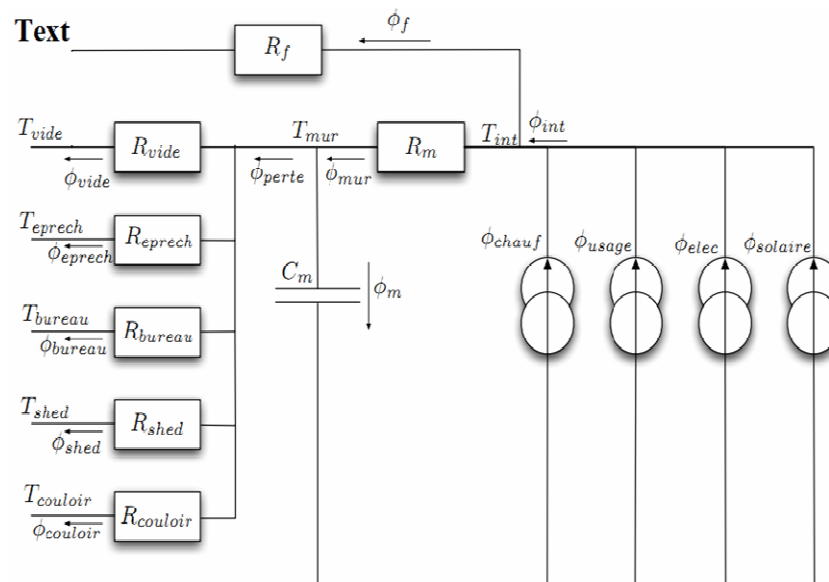 Text
R_f
ϕ_f
T_vide
R_vide
ϕ_vide
T_mur
ϕ_perte
R_m
ϕ_mur
T_int
ϕ_int
T_eprech
R_eprech
ϕ_eprech
C_m
ϕ_m
ϕ_chauf
ϕ_usage
ϕ_elec
ϕ_solaire
T_bureau
R_bureau
ϕ_bureau
T_shed
R_shed
ϕ_shed
T_couloir
R_couloir
ϕ_couloir